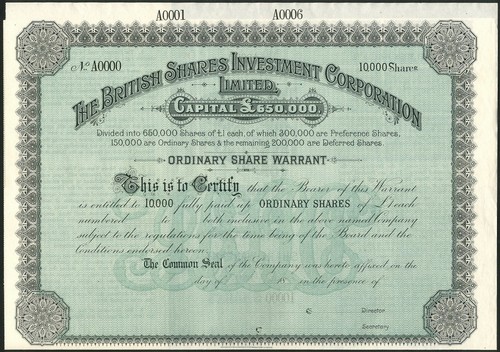 A0001 A0006
No. A0000 10,000 Shares
THE BRITISH SHARES INVESTMENT CORPORATION
LIMITED.
CAPITAL £650,000.
Divided into 650,000 Shares of £1 each, of which 300,000 are Preference Shares,
150,000 are Ordinary Shares & the remaining 200,000 are Deferred Shares.
ORDINARY SHARE WARRANT
This is to Certify that the Bearer of this Warrant
is entitled to 10000 fully paid up ORDINARY SHARES of £1 each
numbered to both inclusive in the above named Company
subject to the regulations for the time being of the Board and the
Conditions endorsed hereon.
The Common Seal of the Company was hereto affixed on the
day of 18 in the presence of
Director
Secretary